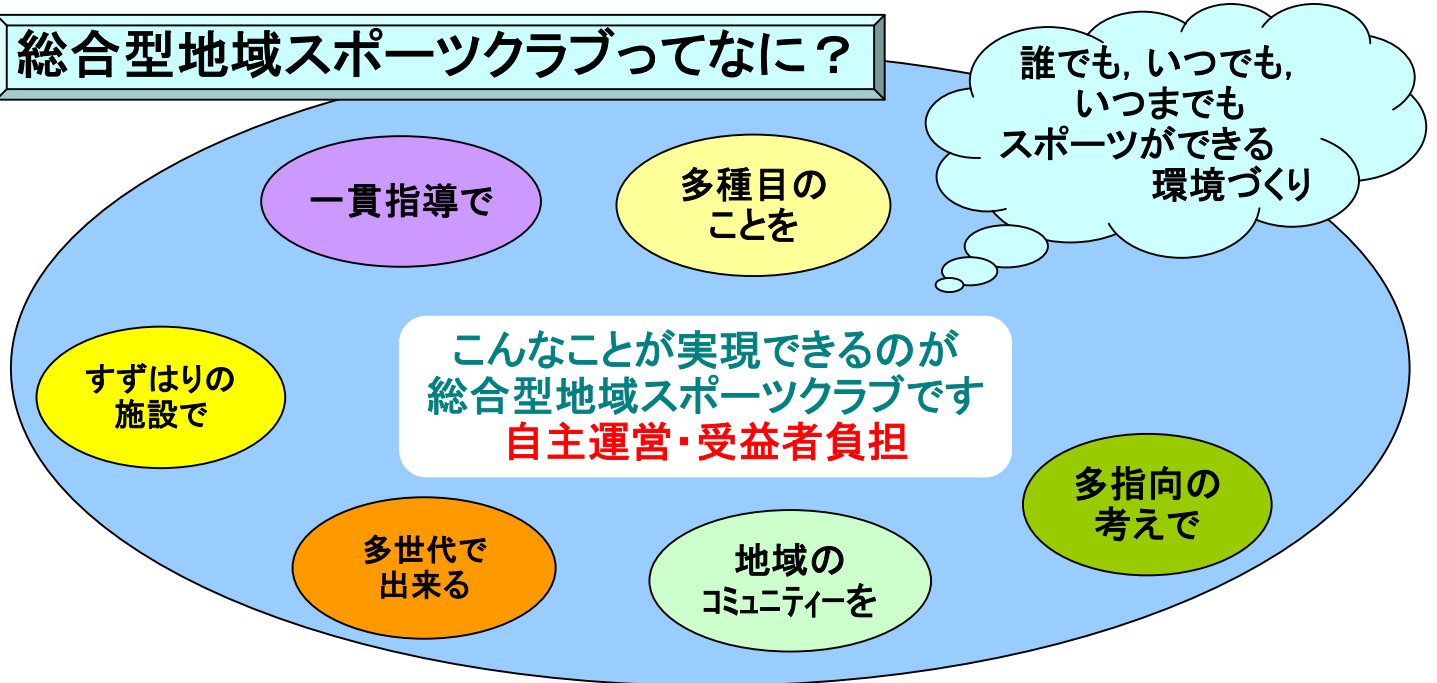 総合型地域スポーツクラブってなに？
誰でも，いつでも，
いつまでも
スポーツができる
環境づくり
一貫指導で
多種目の
ことを
すずはりの
施設で
こんなことが実現できるのが
総合型地域スポーツクラブです
自主運営・受益者負担
多指向の
考えで
多世代で
出来る
地域の
コミュニティーを